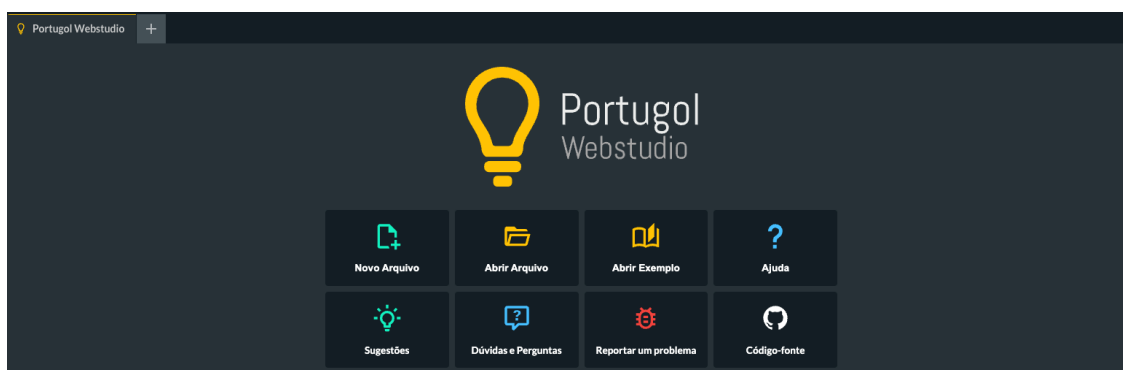 Portugol Webstudio +
Portugol
Webstudio
Novo Arquivo Abrir Arquivo Abrir Exemplo Ajuda
Sugestões Dúvidas e Perguntas Reportar um problema Código-fonte